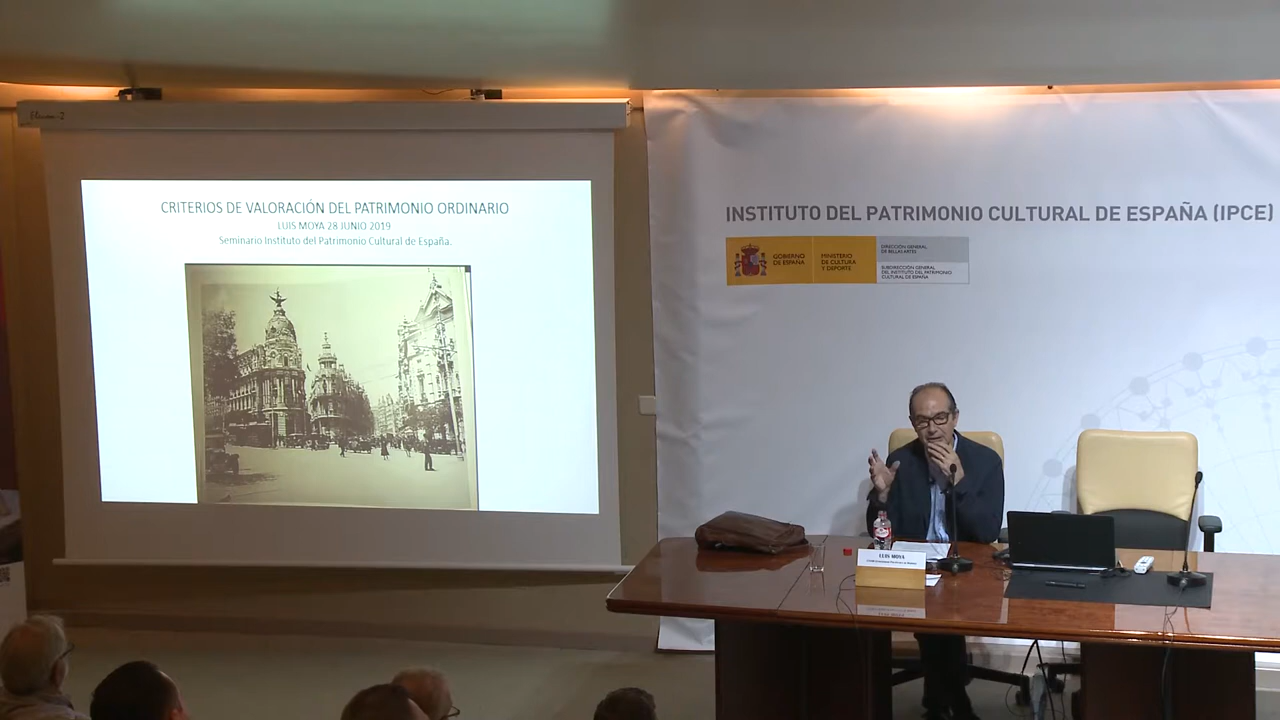 CRITERIOS DE VALORACIÓN DEL PATRIMONIO ORDINARIO
LUIS MOYA 28 JUNIO 2019
Seminario Instituto del Patrimonio Cultural de España.
INSTITUTO DEL PATRIMONIO CULTURAL DE ESPAÑA (IPCE)
GOBIERNO
DE ESPAÑA
MINISTERIO
DE CULTURA
Y DEPORTE
DIRECCIÓN GENERAL
DE BELLAS ARTES
SUBDIRECCIÓN GENERAL
DEL INSTITUTO DEL PATRIMONIO
CULTURAL DE ESPAÑA
LUIS MOYA